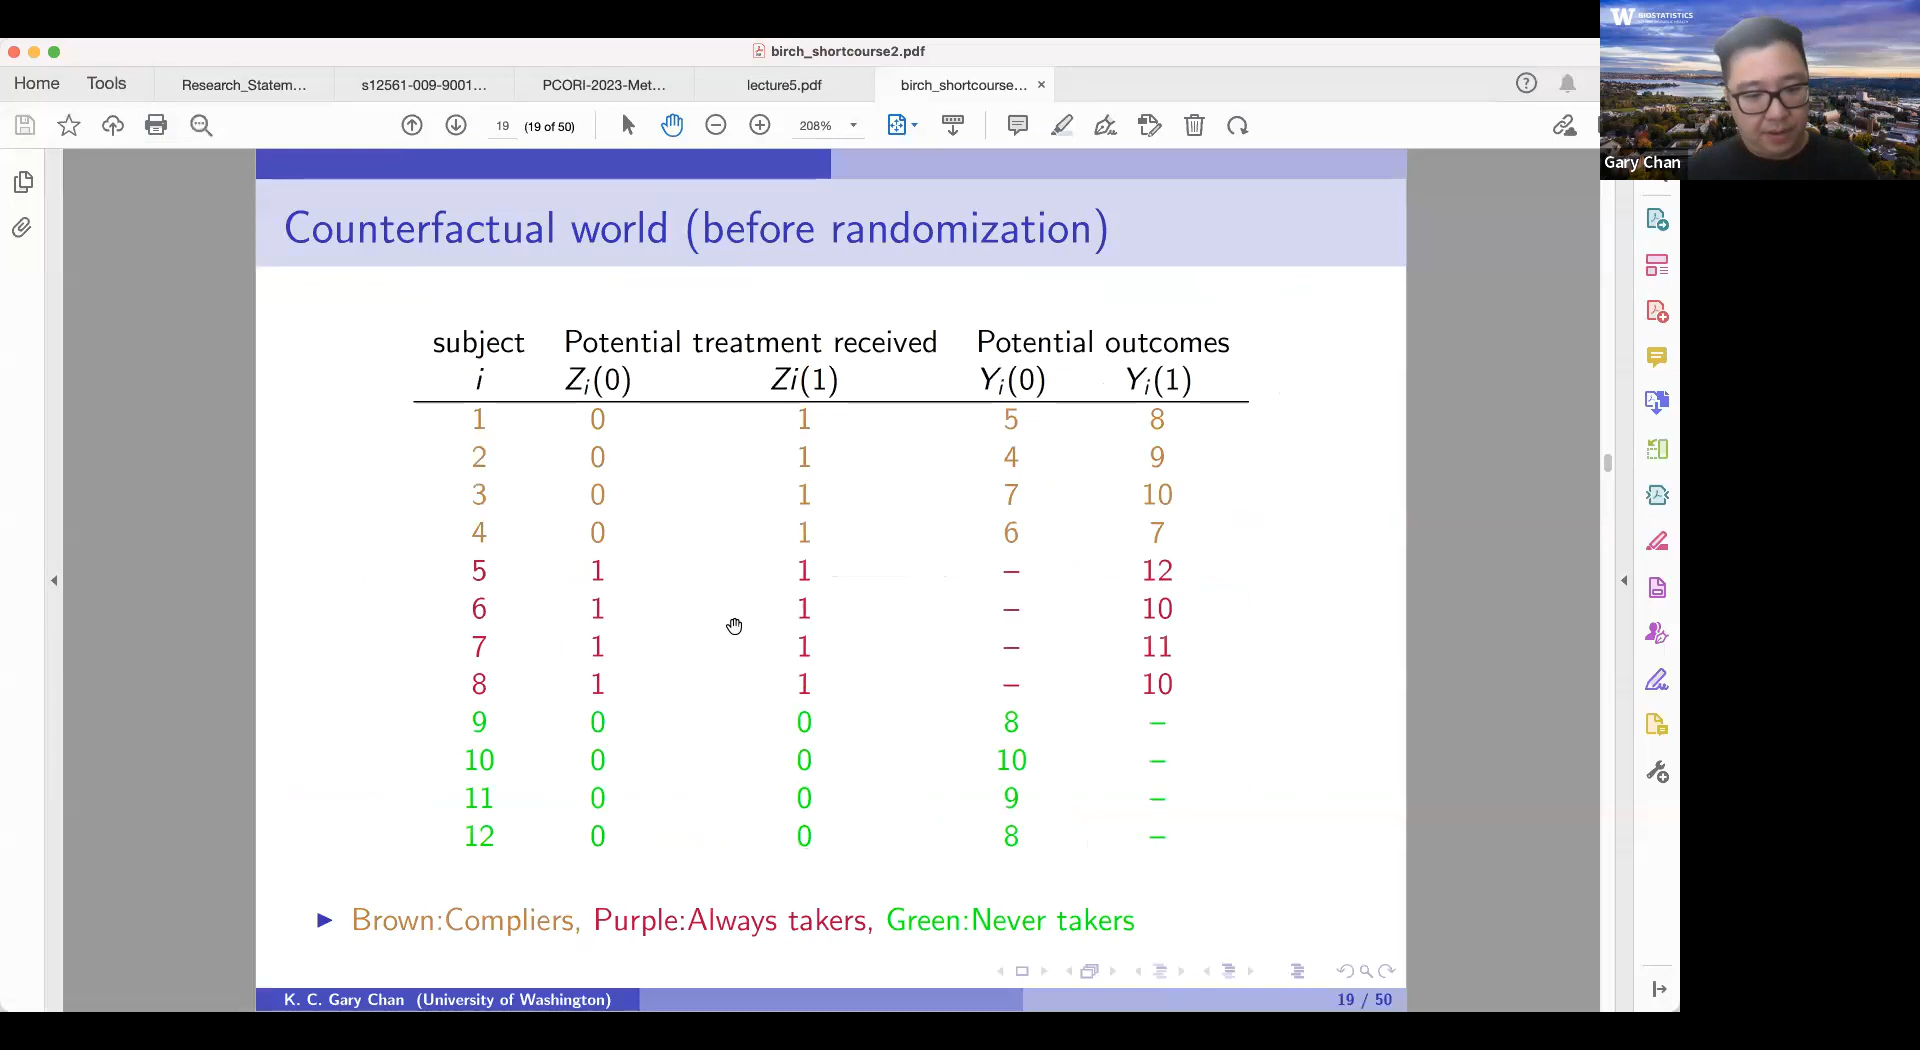 birch_shortcourse2.pdf
Home Tools Research_Statem... s12561-009-9001... PCORI-2023-Met... lecture5.pdf birch_shortcourse... ×
19 (19 of 50) 208%
W BIOSTATISTICS
Gary Chan
Counterfactual world (before randomization)
subject Potential treatment received Potential outcomes
i Zi(0) Zi(1) Yi(0) Yi(1)
1 0 1 5 8
2 0 1 4 9
3 0 1 7 10
4 0 1 6 7
5 1 1 – 12
6 1 1 – 10
7 1 1 – 11
8 1 1 – 10
9 0 0 8 –
10 0 0 10 –
11 0 0 9 –
12 0 0 8 –
▶ Brown:Compliers, Purple:Always takers, Green:Never takers
K. C. Gary Chan (University of Washington) 19 / 50